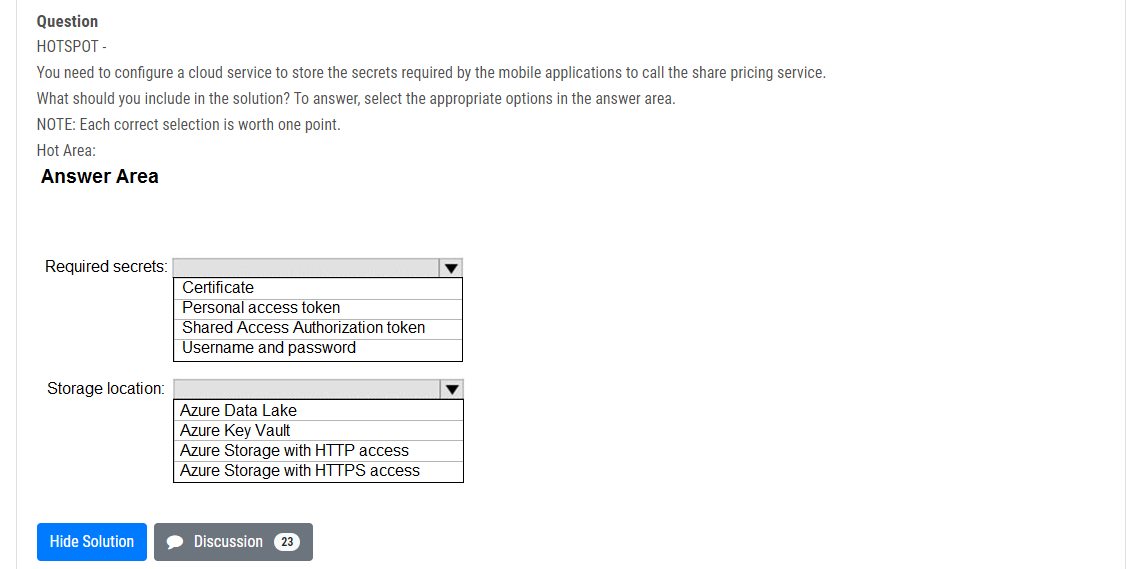 Question
HOTSPOT -
You need to configure a cloud service to store the secrets required by the mobile applications to call the share pricing service.
What should you include in the solution? To answer, select the appropriate options in the answer area.
NOTE: Each correct selection is worth one point.
Hot Area:
Answer Area
Required secrets:
Certificate
Personal access token
Shared Access Authorization token
Username and password
Storage location:
Azure Data Lake
Azure Key Vault
Azure Storage with HTTP access
Azure Storage with HTTPS access
Hide Solution
Discussion 23